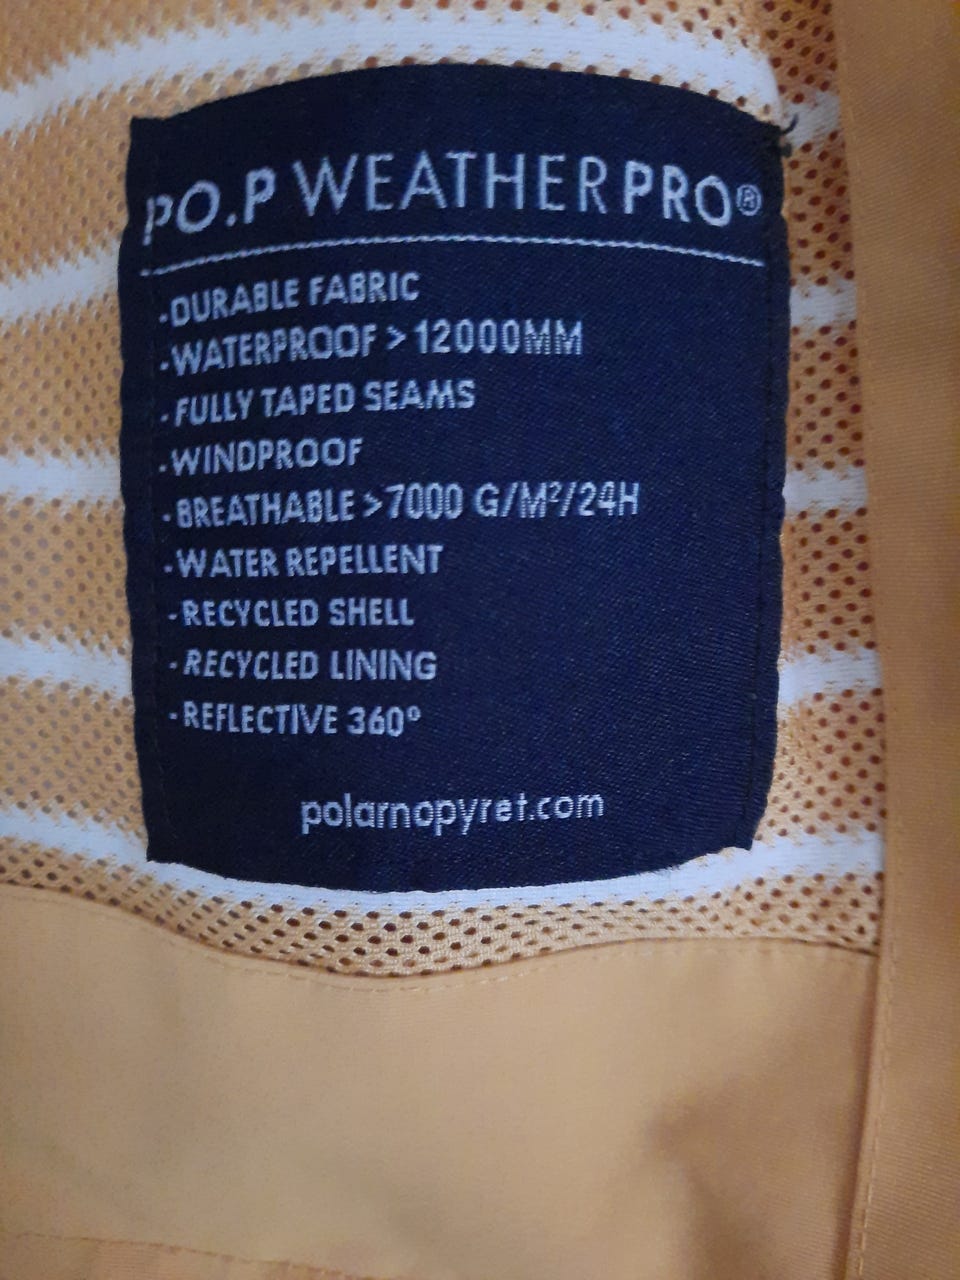 PO.P WEATHERPRO®
-DURABLE FABRIC
-WATERPROOF > 12000MM
-FULLY TAPED SEAMS
-WINDPROOF
-BREATHABLE >7000 G/M²/24H
-WATER REPELLENT
-RECYCLED SHELL
-RECYCLED LINING
-REFLECTIVE 360°
polarnopyret.com